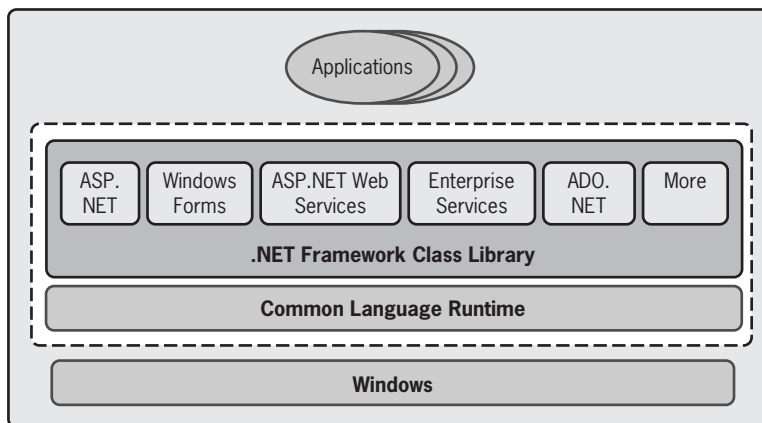 Applications
ASP.
NET
Windows
Forms
ASP.NET Web
Services
Enterprise
Services
ADO.
NET
More
.NET Framework Class Library
Common Language Runtime
Windows